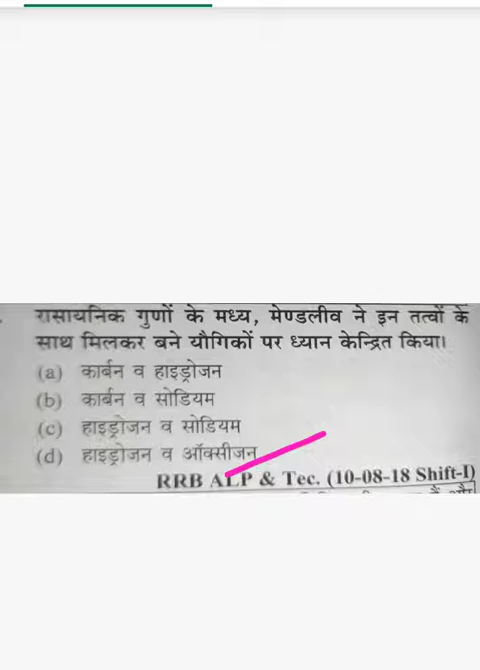 रासायनिक गुणों के मध्य, मेण्डलीव ने इन तत्वों के
साथ मिलकर बने यौगिकों पर ध्यान केन्द्रित किया।
(a) कार्बन व हाइड्रोजन
(b) कार्बन व सोडियम
(c) हाइड्रोजन व सोडियम
(d) हाइड्रोजन व ऑक्सीजन
RRB ALP & Tec. (10-08-18 Shift-I)